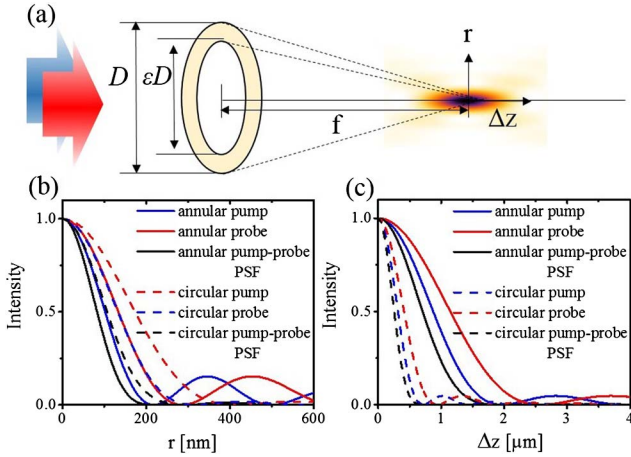 (a)
D
εD
f
r
Δz
(b)
annular pump
annular probe
annular pump-probe
PSF
circular pump
circular probe
circular pump-probe
PSF
Intensity
1.0
0.5
0.0
0
200
400
600
r [nm]
(c)
annular pump
annular probe
annular pump-probe
PSF
circular pump
circular probe
circular pump-probe
PSF
Intensity
1.0
0.5
0.0
0
1
2
3
4
Δz [μm]